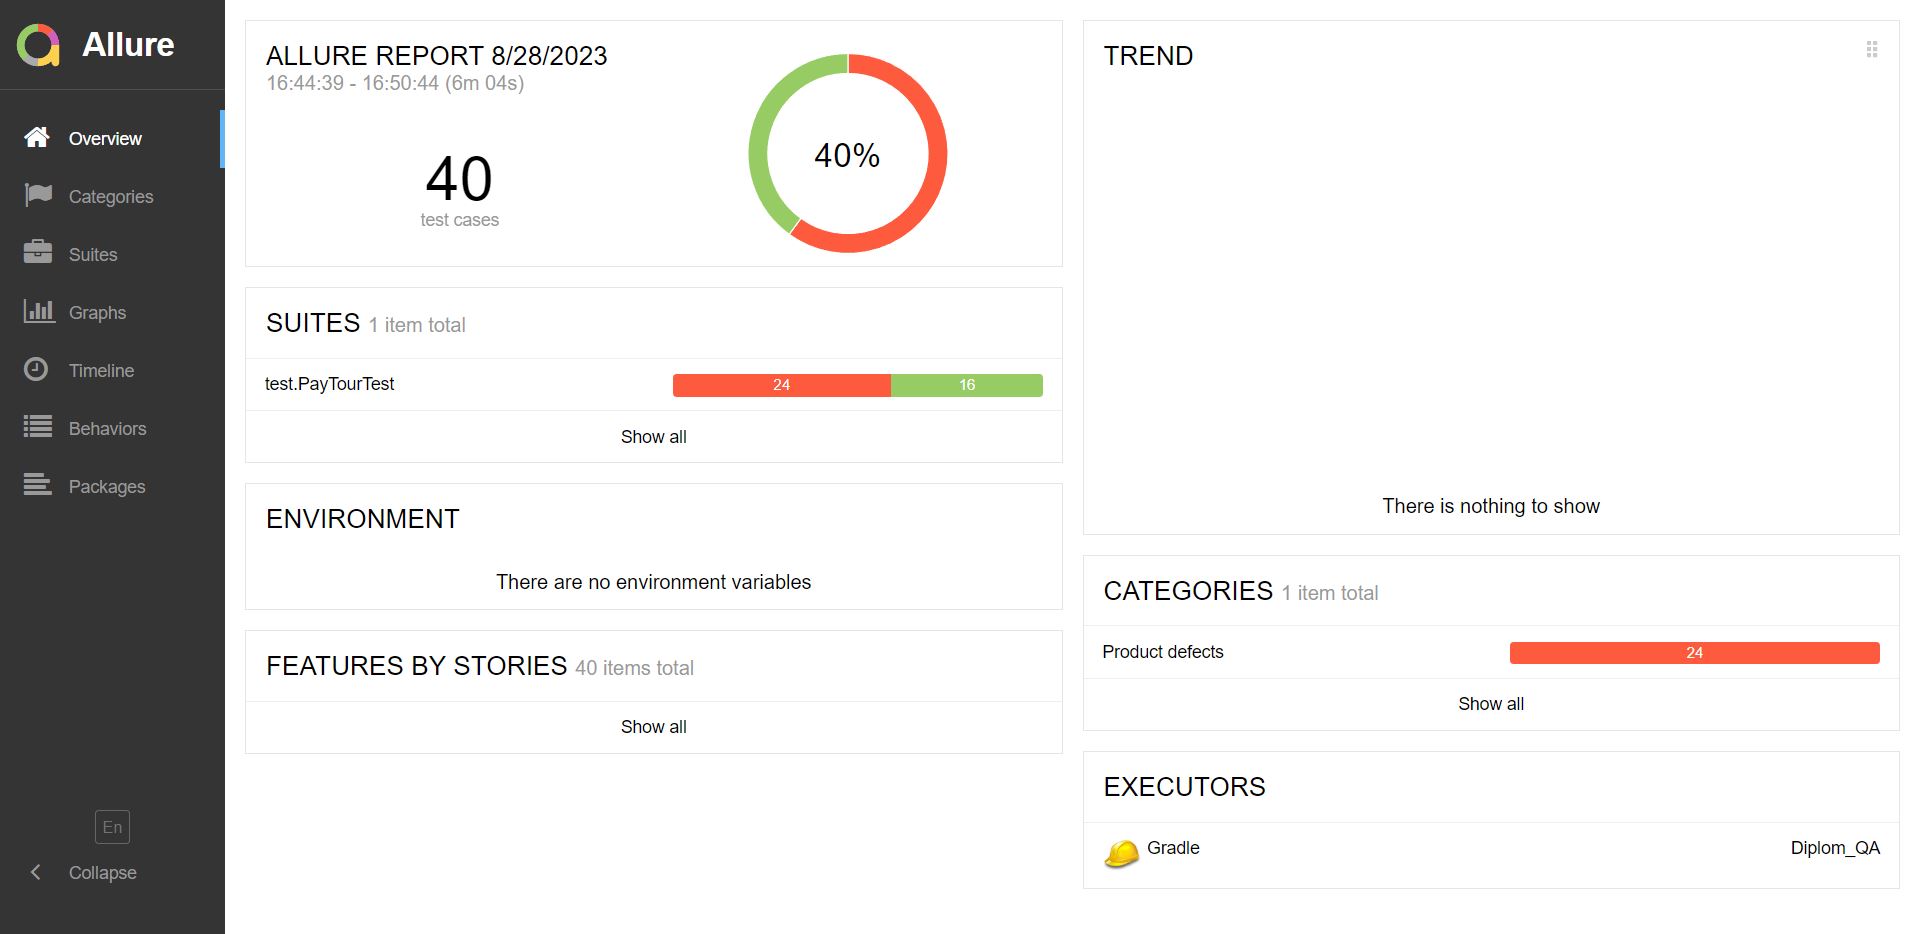 Allure
Overview
Categories
Suites
Graphs
Timeline
Behaviors
Packages
En
Collapse
ALLURE REPORT 8/28/2023
16:44:39 - 16:50:44 (6m 04s)
40
test cases
40%
SUITES 1 item total
test.PayTourTest 24 16
Show all
ENVIRONMENT
There are no environment variables
FEATURES BY STORIES 40 items total
Show all
TREND
There is nothing to show
CATEGORIES 1 item total
Product defects 24
Show all
EXECUTORS
Gradle Diplom_QA